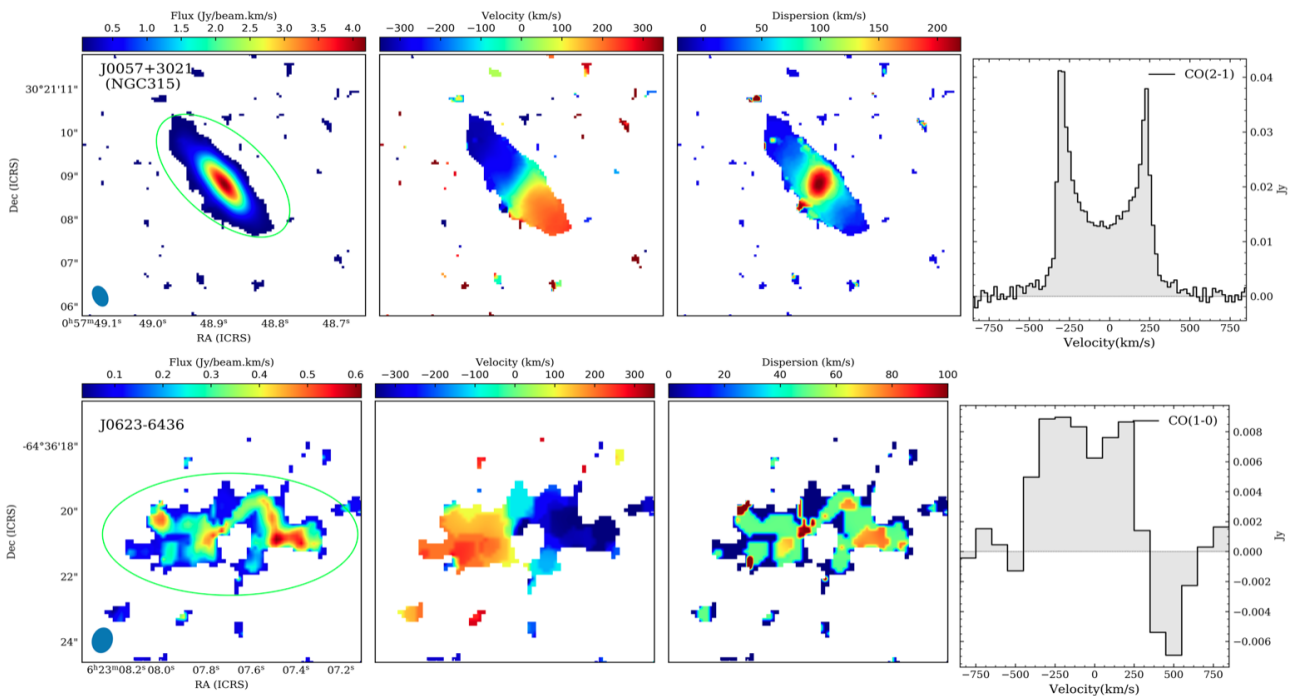 Flux (Jy/beam.km/s) Velocity (km/s) Dispersion (km/s)
0.5 1.0 1.5 2.0 2.5 3.0 3.5 4.0 −300 −200 −100 0 100 200 300 0 50 100 150 200
J0057+3021
(NGC315)
CO(2-1)
30°21'11"
10"
09"
08"
07"
06"
Dec (ICRS)
0ʰ57ᵐ49.1ˢ 49.0ˢ 48.9ˢ 48.8ˢ 48.7ˢ
RA (ICRS)
0.04
0.03
0.02
0.01
0.00
Jy
−750 −500 −250 0 250 500 750
Velocity(km/s)
Flux (Jy/beam.km/s) Velocity (km/s) Dispersion (km/s)
0.1 0.2 0.3 0.4 0.5 0.6 −300 −200 −100 0 100 200 300 0 20 40 60 80 100
J0623-6436
CO(1-0)
-64°36'18"
20"
22"
24"
Dec (ICRS)
6ʰ23ᵐ08.2ˢ 08.0ˢ 07.8ˢ 07.6ˢ 07.4ˢ 07.2ˢ
RA (ICRS)
0.008
0.006
0.004
0.002
0.000
−0.002
−0.004
−0.006
Jy
−750 −500 −250 0 250 500 750
Velocity(km/s)